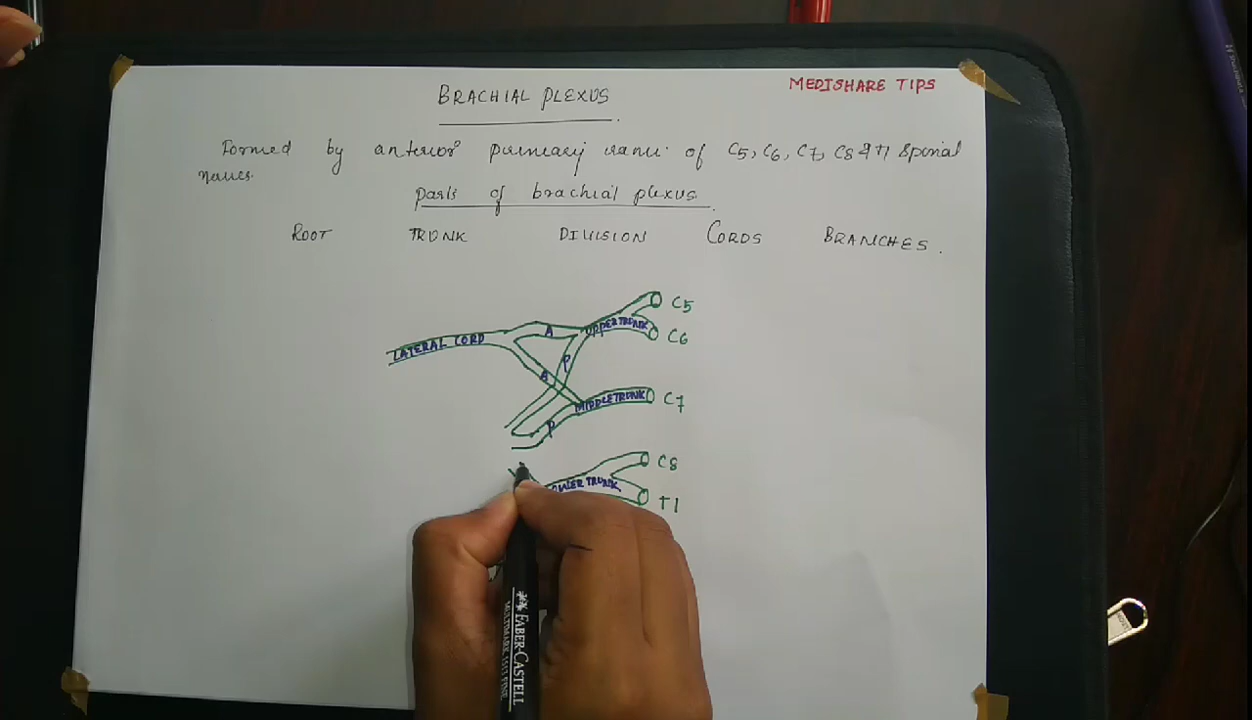 BRACHIAL PLEXUS
MEDISHARE TIPS
Formed by anterior primary rami of C5, C6, C7, C8 & T1 Spinal
nerves.
Parts of brachial plexus
ROOT TRUNK DIVISION CORDS BRANCHES.
C5
A UPPER TRUNK
C6
LATERAL CORD
P
A
MIDDLE TRUNK C7
P
C8
LOWER TRUNK
T1
FABER-CASTELL
MULTIMARK